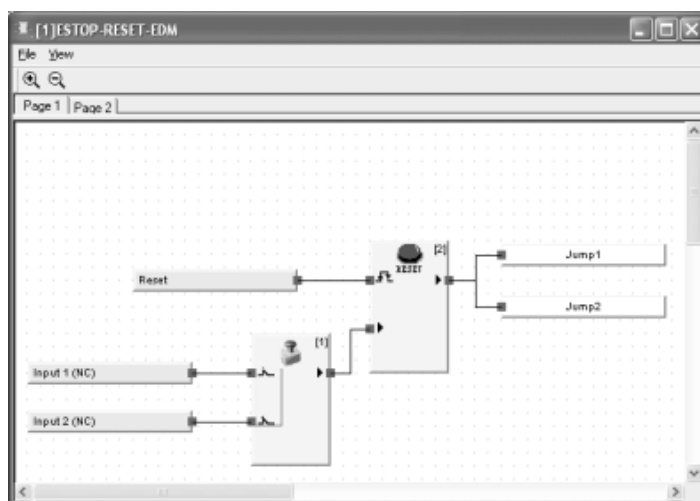 [1]ESTOP-RESET-EDM
File View
Page 1 Page 2
[2]
RESET
Reset
Jump1
Jump2
[1]
Input 1 (NC)
Input 2 (NC)